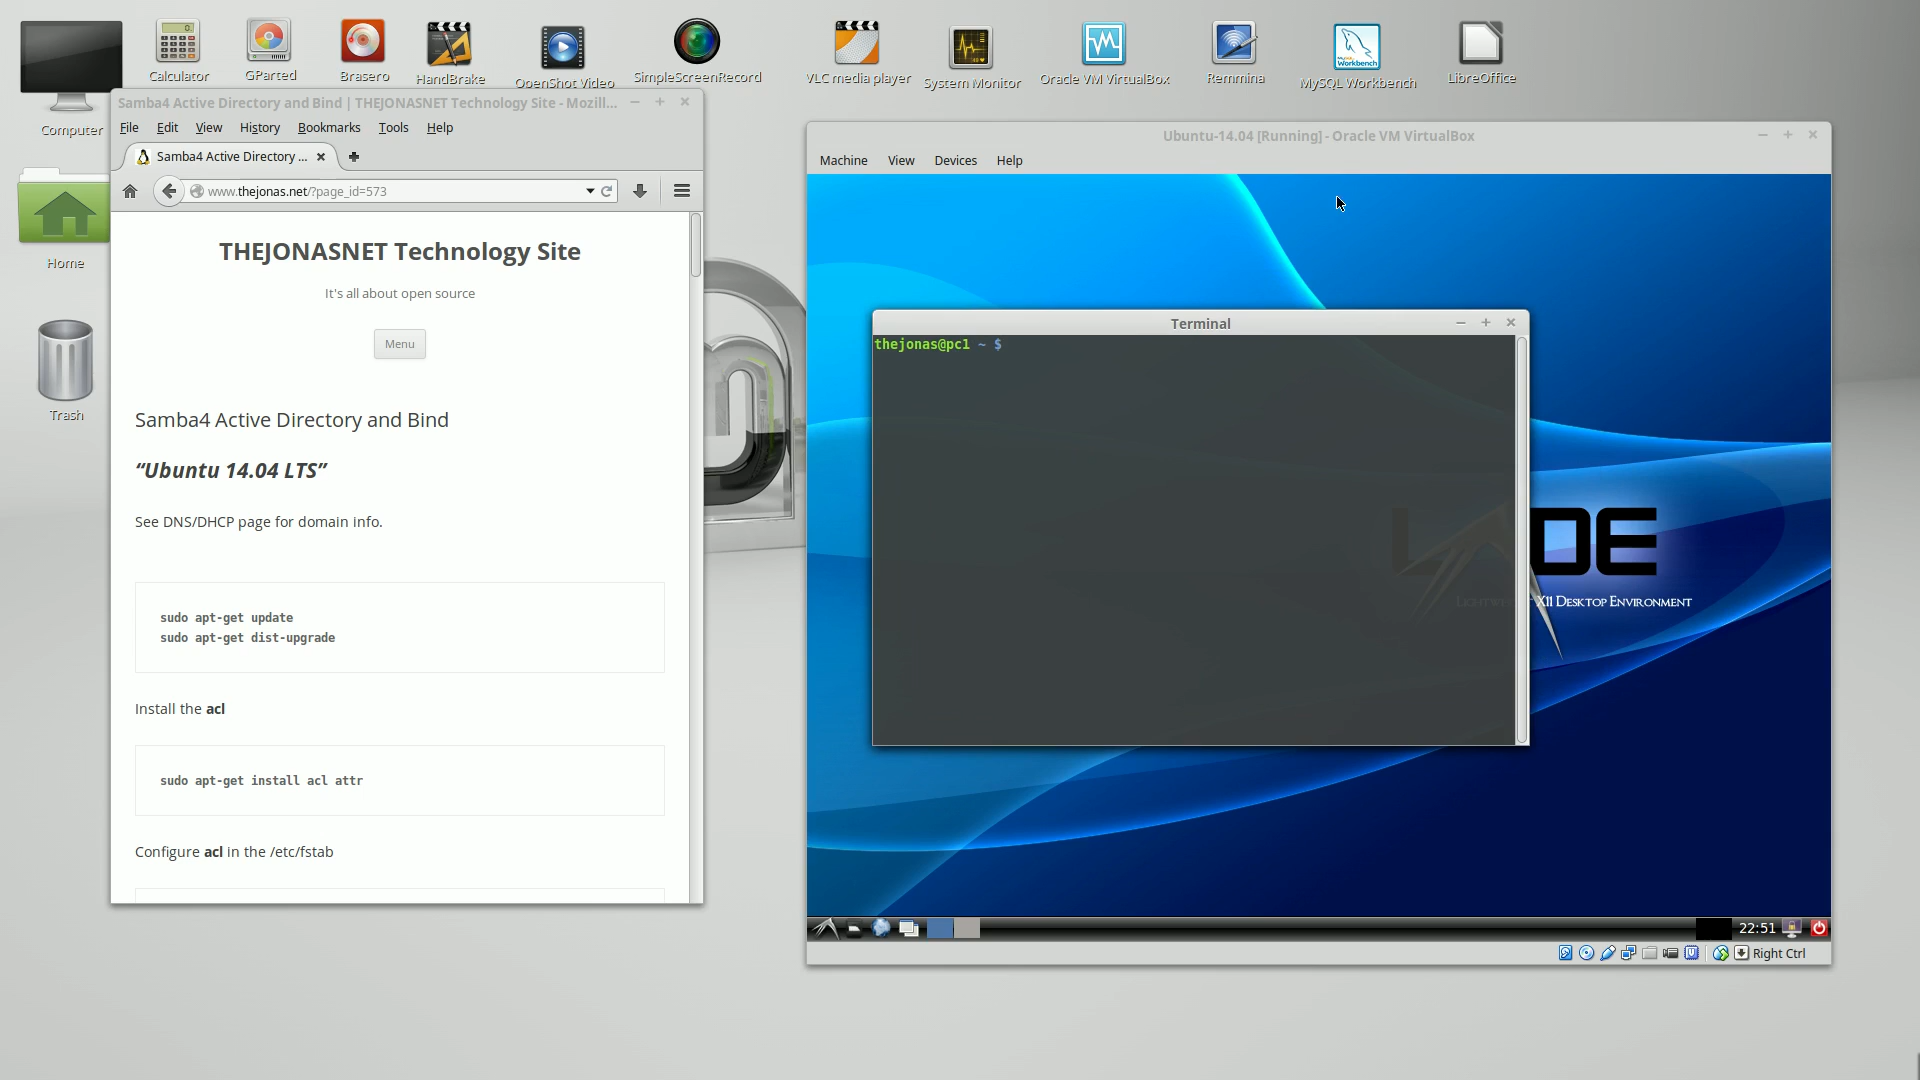 Calculator
GParted
Brasero
HandBrake
OpenShot Video
SimpleScreenRecord
VLC media player
System Monitor
Oracle VM VirtualBox
Remmina
MySQL Workbench
LibreOffice
Computer
Home
Trash
Samba4 Active Directory and Bind | THEJONASNET Technology Site - Mozill...
File Edit View History Bookmarks Tools Help
Samba4 Active Directory ...
www.thejonas.net/?page_id=573
THEJONASNET Technology Site
It's all about open source
Menu
Samba4 Active Directory and Bind
“Ubuntu 14.04 LTS”
See DNS/DHCP page for domain info.
sudo apt-get update
sudo apt-get dist-upgrade
Install the acl
sudo apt-get install acl attr
Configure acl in the /etc/fstab
Ubuntu-14.04 [Running] - Oracle VM VirtualBox
Machine View Devices Help
Terminal
thejonas@pc1 ~ $
DE
X11 Desktop Environment
22:51
Right Ctrl